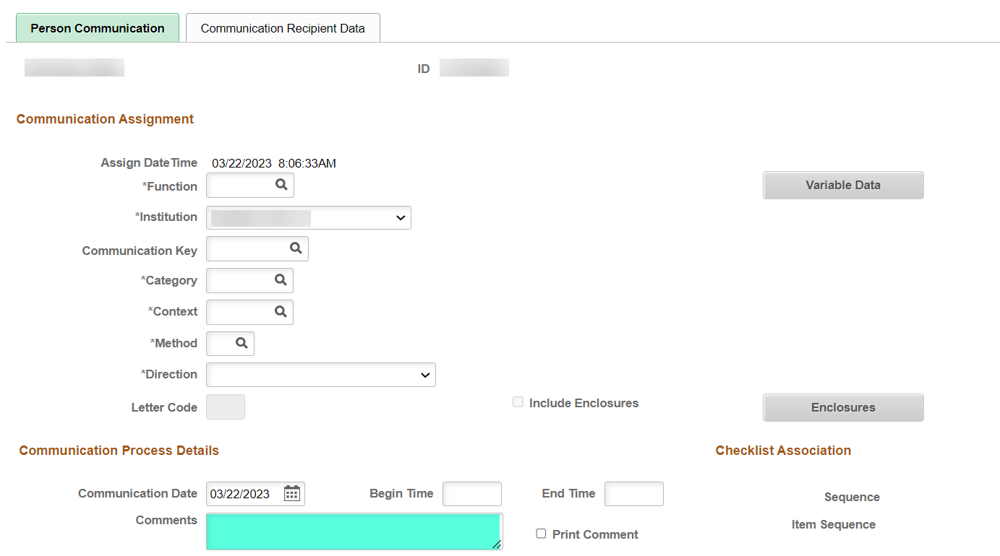 Person Communication Communication Recipient Data
ID
Communication Assignment
Assign DateTime 03/22/2023 8:06:33AM
*Function Variable Data
*Institution
Communication Key
*Category
*Context
*Method
*Direction
Letter Code Include Enclosures Enclosures
Communication Process Details Checklist Association
Communication Date 03/22/2023 Begin Time End Time Sequence
Comments Print Comment Item Sequence